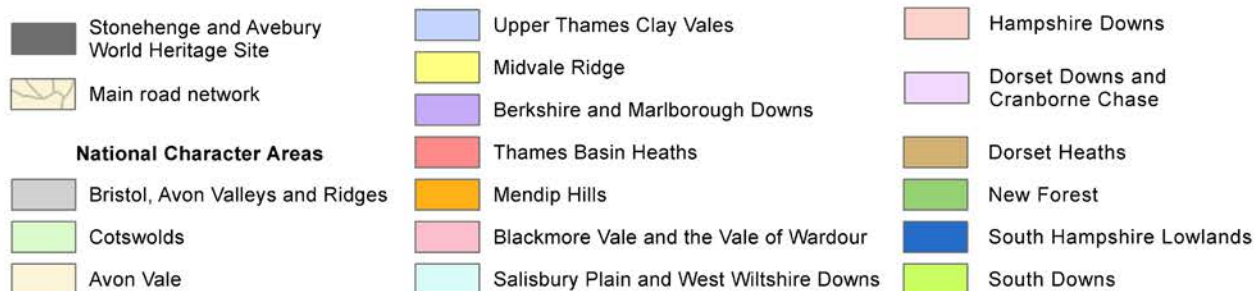 Stonehenge and Avebury
World Heritage Site
Main road network
National Character Areas
Bristol, Avon Valleys and Ridges
Cotswolds
Avon Vale
Upper Thames Clay Vales
Midvale Ridge
Berkshire and Marlborough Downs
Thames Basin Heaths
Mendip Hills
Blackmore Vale and the Vale of Wardour
Salisbury Plain and West Wiltshire Downs
Hampshire Downs
Dorset Downs and
Cranborne Chase
Dorset Heaths
New Forest
South Hampshire Lowlands
South Downs